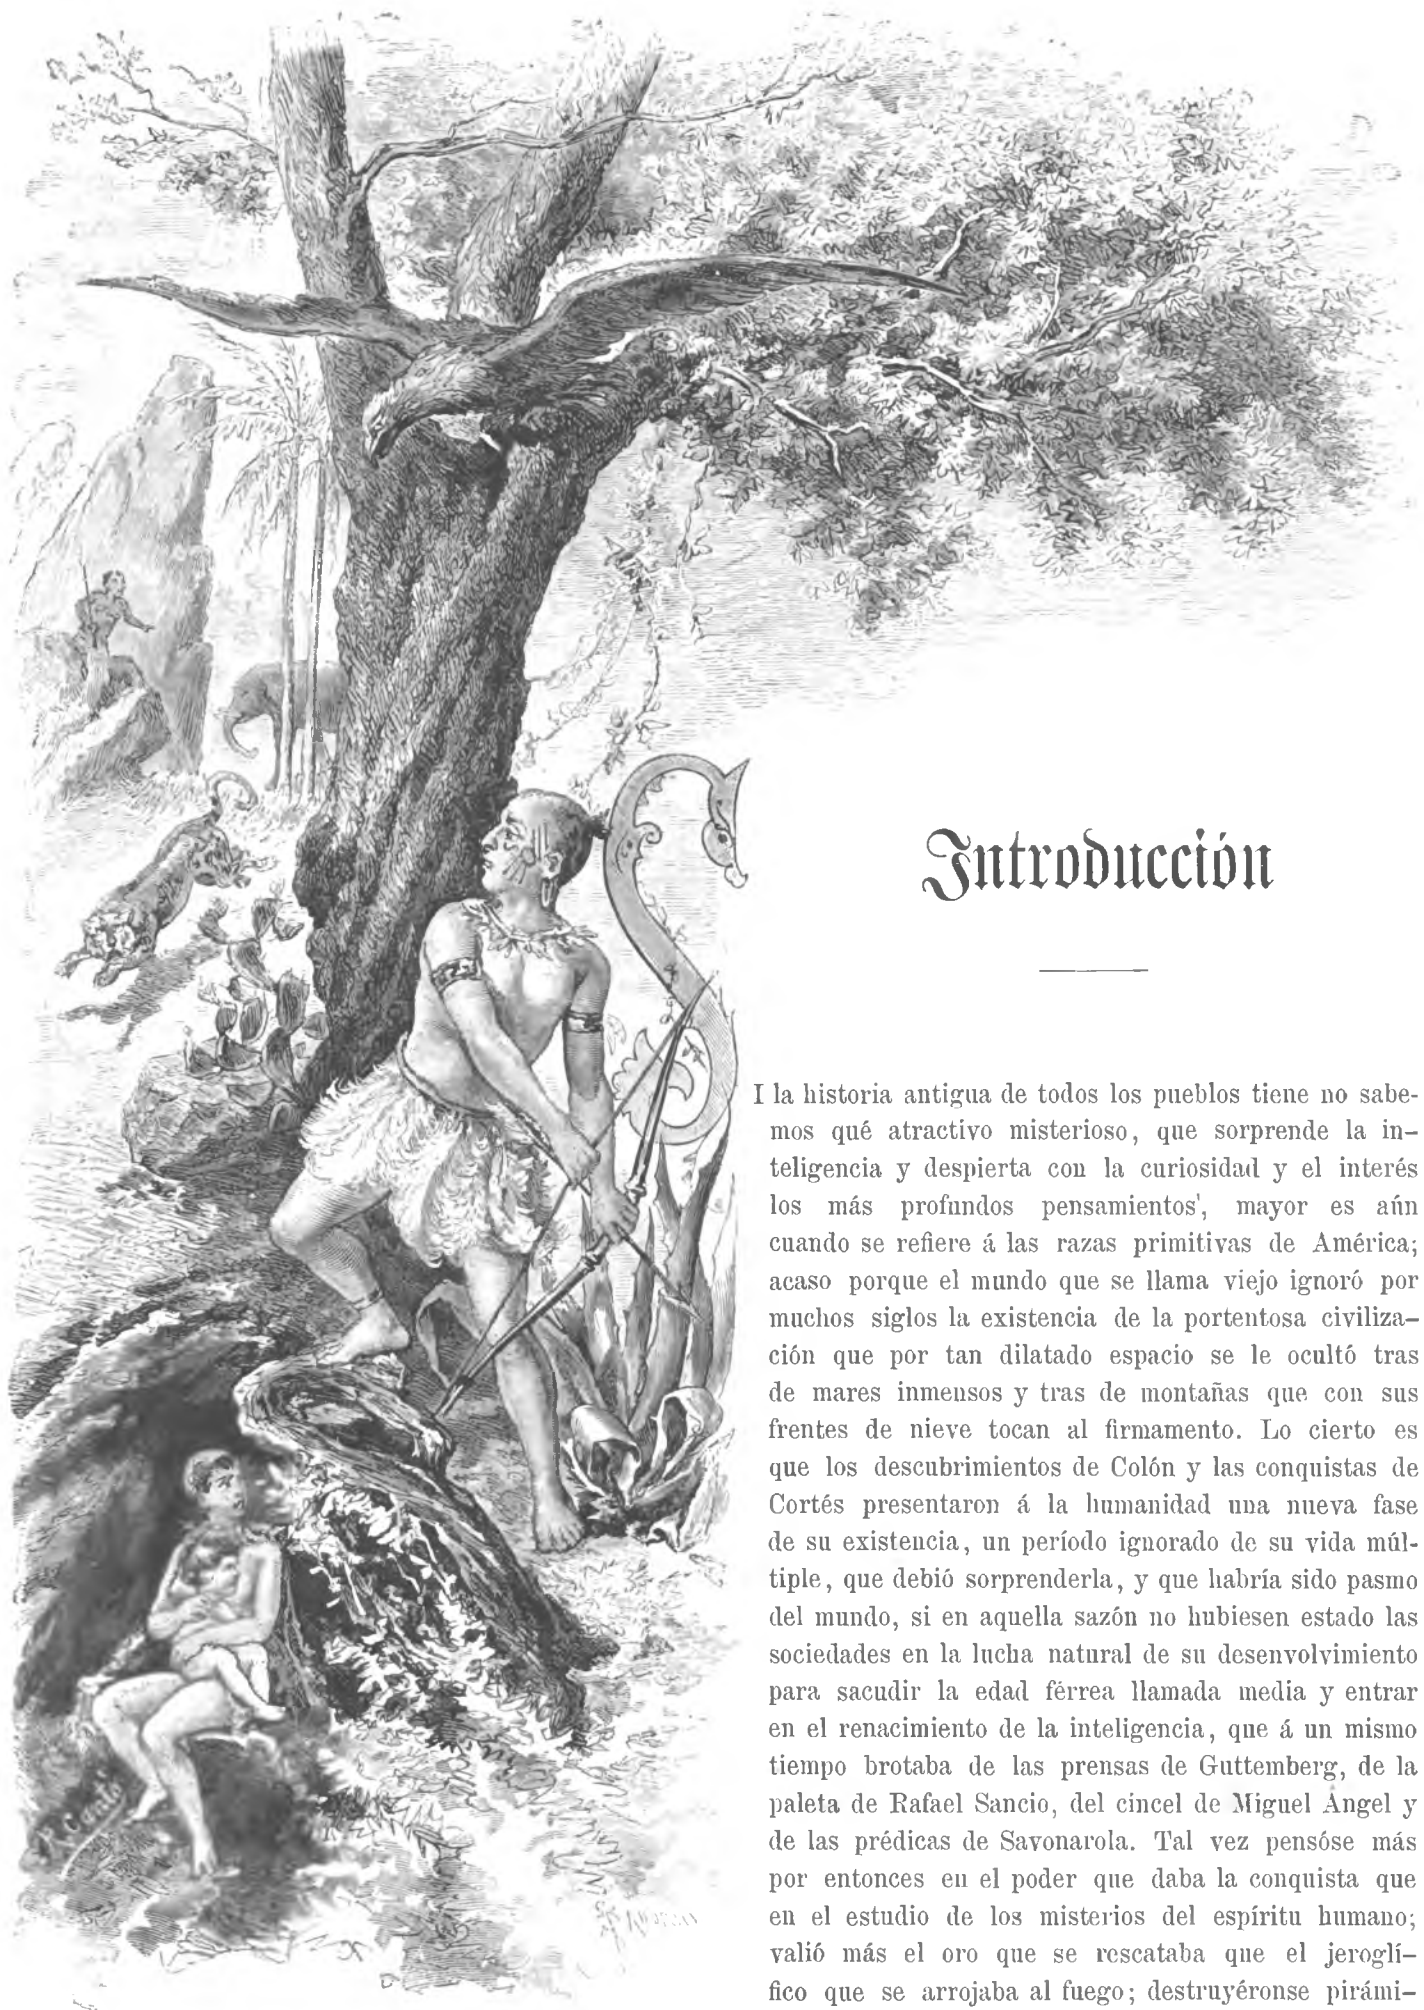 Introducción
SI la historia antigua de todos los pueblos tiene no sabe-
mos qué atractivo misterioso, que sorprende la in-
teligencia y despierta con la curiosidad y el interés
los más profundos pensamientos', mayor es aún
cuando se refiere á las razas primitivas de América;
acaso porque el mundo que se llama viejo ignoró por
muchos siglos la existencia de la portentosa civiliza-
ción que por tan dilatado espacio se le ocultó tras
de mares inmensos y tras de montañas que con sus
frentes de nieve tocan al firmamento. Lo cierto es
que los descubrimientos de Colón y las conquistas de
Cortés presentaron á la humanidad una nueva fase
de su existencia, un período ignorado de su vida múl-
tiple, que debió sorprenderla, y que habría sido pasmo
del mundo, si en aquella sazón no hubiesen estado las
sociedades en la lucha natural de su desenvolvimiento
para sacudir la edad férrea llamada media y entrar
en el renacimiento de la inteligencia, que á un mismo
tiempo brotaba de las prensas de Guttemberg, de la
paleta de Rafael Sancio, del cincel de Miguel Ángel y
de las prédicas de Savonarola. Tal vez pensóse más
por entonces en el poder que daba la conquista que
en el estudio de los misterios del espíritu humano;
valió más el oro que se rescataba que el jeroglí-
fico que se arrojaba al fuego; destruyéronse pirámi-